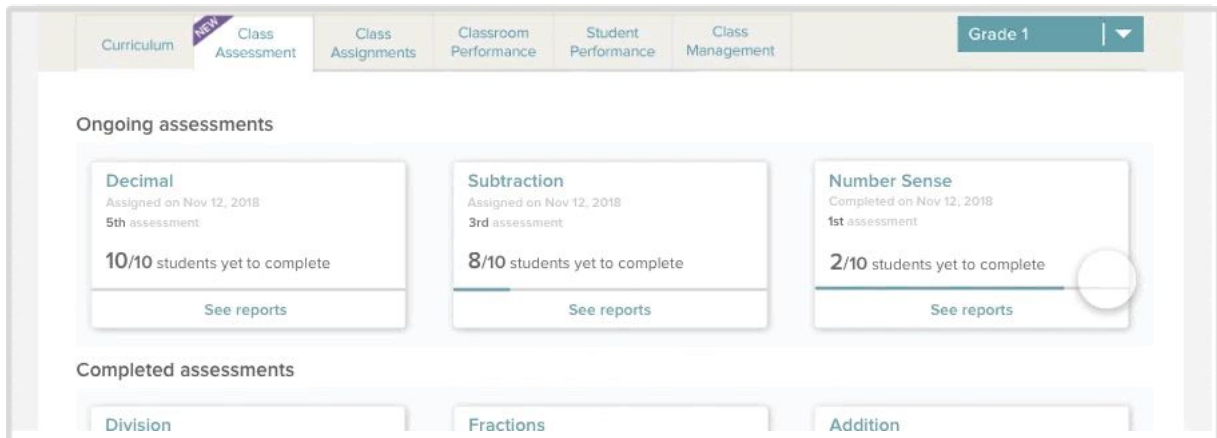 Curriculum
NEW
Class
Assessment
Class
Assignments
Classroom
Performance
Student
Performance
Class
Management
Grade 1
Ongoing assessments
Decimal
Assigned on Nov 12, 2018
5th assessment
10/10 students yet to complete
See reports
Subtraction
Assigned on Nov 12, 2018
3rd assessment
8/10 students yet to complete
See reports
Number Sense
Completed on Nov 12, 2018
1st assessment
2/10 students yet to complete
See reports
Completed assessments
Division
Fractions
Addition